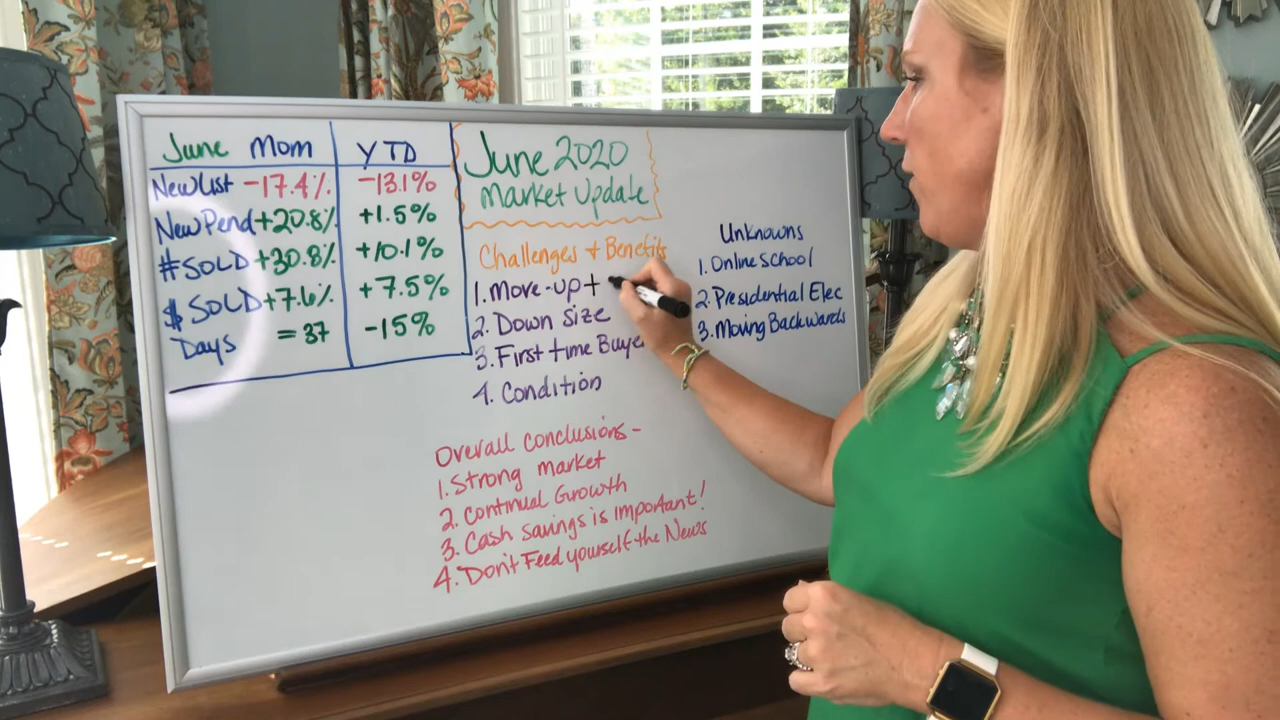 June MoM YTD
New List -17.4% -13.1%
New Pend +20.8% +1.5%
# SOLD +30.8% +10.1%
$ SOLD +7.6% +7.5%
Days = 37 -15%
June 2020
Market Update
Challenges + Benefits
1. Move-up +
2. Down Size
3. First time Buye
4. Condition
Unknowns
1. Online School
2. Presidential Elec
3. Moving Backwards
Overall Conclusions -
1. Strong market
2. Continual Growth
3. Cash savings is Important!
4. Don't Feed yourself the News